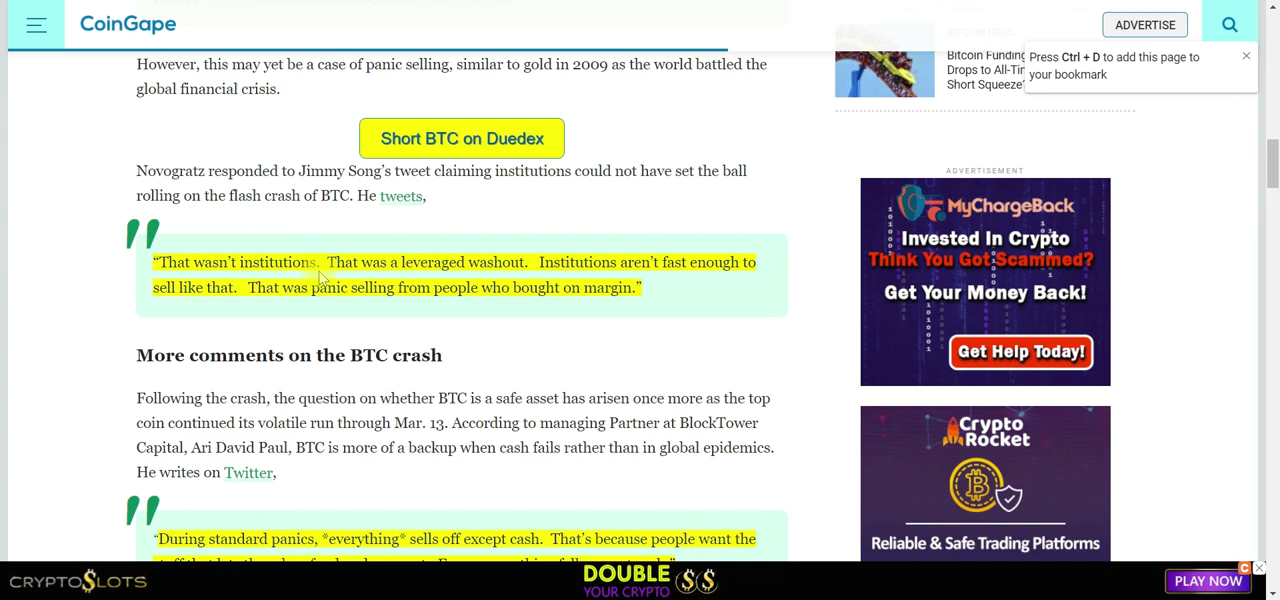 CoinGape
ADVERTISE
However, this may yet be a case of panic selling, similar to gold in 2009 as the world battled the
global financial crisis.
Short BTC on Duedex
Novogratz responded to Jimmy Song's tweet claiming institutions could not have set the ball
rolling on the flash crash of BTC. He tweets,
"That wasn't institutions. That was a leveraged washout. Institutions aren't fast enough to
sell like that. That was panic selling from people who bought on margin."
More comments on the BTC crash
Following the crash, the question on whether BTC is a safe asset has arisen once more as the top
coin continued its volatile run through Mar. 13. According to managing Partner at BlockTower
Capital, Ari David Paul, BTC is more of a backup when cash fails rather than in global epidemics.
He writes on Twitter,
"During standard panics, *everything* sells off except cash. That's because people want the
BITCOIN NEWS
Bitcoin Funding
Drops to All-Tim
Short Squeeze?
Press Ctrl + D to add this page to
your bookmark
ADVERTISEMENT
MyChargeBack
Invested In Crypto
Think You Got Scammed?
Get Your Money Back!
Get Help Today!
Crypto
Rocket
Reliable & Safe Trading Platforms
CRYPTOSLOTS
DOUBLE
YOUR CRYPTO
PLAY NOW